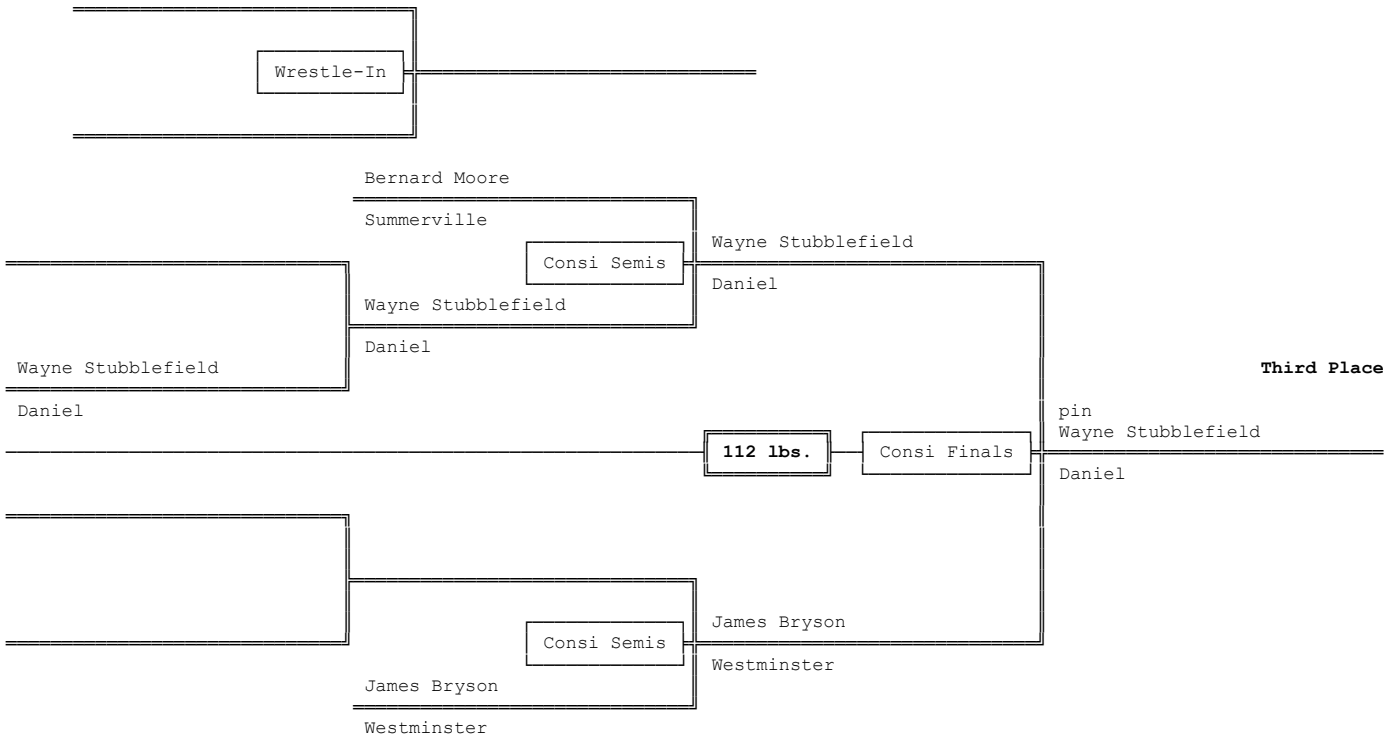 Wrestle-In
Bernard Moore
Summerville
Consi Semis
Wayne Stubblefield
Daniel
Wayne Stubblefield
Daniel
Wayne Stubblefield
Daniel
Third Place
pin
Wayne Stubblefield
Daniel
112 lbs.
Consi Finals
Consi Semis
James Bryson
Westminster
James Bryson
Westminster